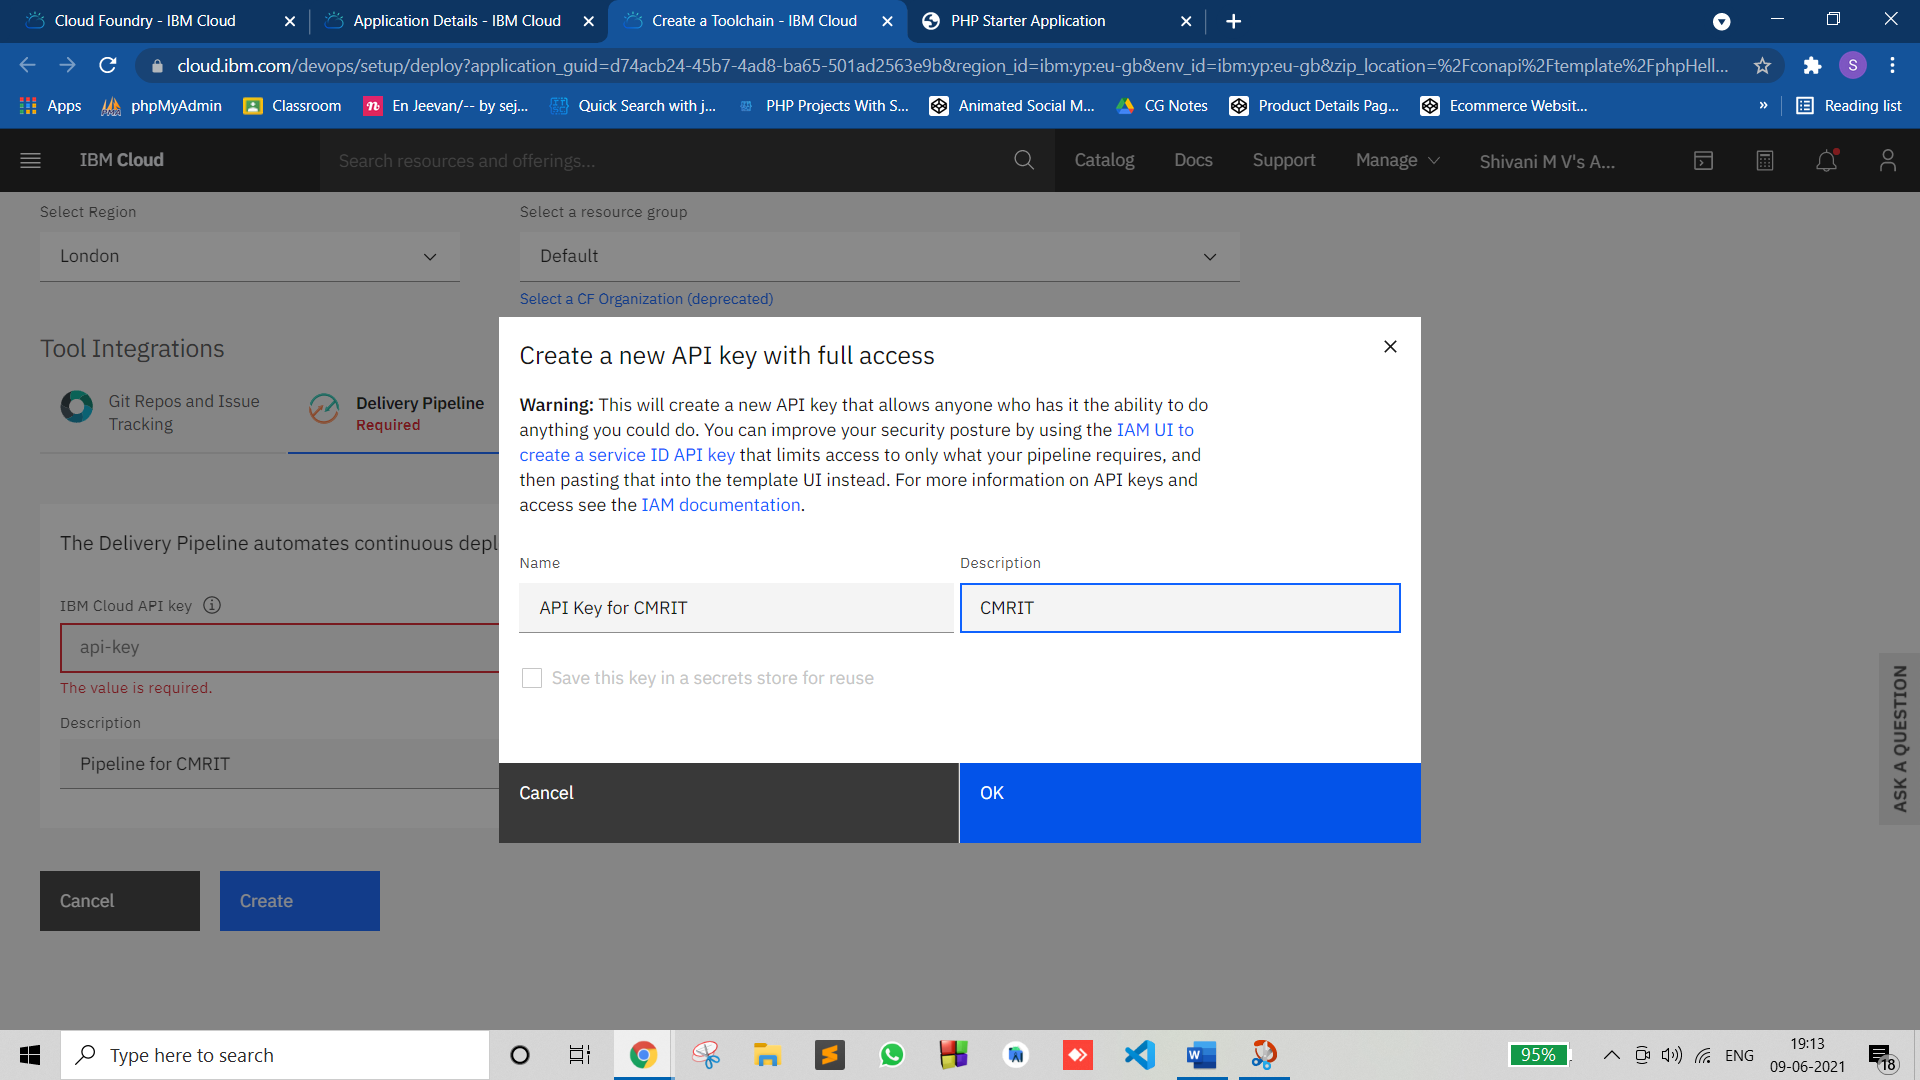 Cloud Foundry - IBM Cloud
Application Details - IBM Cloud
Create a Toolchain - IBM Cloud
PHP Starter Application
cloud.ibm.com/devops/setup/deploy?application_guid=d74acb24-45b7-4ad8-ba65-501ad2563e9b&region_id=ibm:yp:eu-gb&env_id=ibm:yp:eu-gb&zip_location=%2Fconapi%2Ftemplate%2FphpHell...
S
Apps
phpMyAdmin
Classroom
En Jeevan/-- by sej...
Quick Search with j...
PHP Projects With S...
Animated Social M...
CG Notes
Product Details Pag...
Ecommerce Websit...
»
Reading list
IBM Cloud
Search resources and offerings...
Catalog
Docs
Support
Manage
Shivani M V's A...
Select Region
Select a resource group
London
Default
Select a CF Organization (deprecated)
Tool Integrations
Git Repos and Issue
Tracking
Delivery Pipeline
Required
The Delivery Pipeline automates continuous depl
IBM Cloud API key
api-key
The value is required.
Description
Pipeline for CMRIT
Cancel
Create
Create a new API key with full access
Warning: This will create a new API key that allows anyone who has it the ability to do
anything you could do. You can improve your security posture by using the IAM UI to
create a service ID API key that limits access to only what your pipeline requires, and
then pasting that into the template UI instead. For more information on API keys and
access see the IAM documentation.
Name
Description
API Key for CMRIT
CMRIT
Save this key in a secrets store for reuse
Cancel
OK
ASK A QUESTION
Type here to search
95%
ENG
19:13
09-06-2021
18